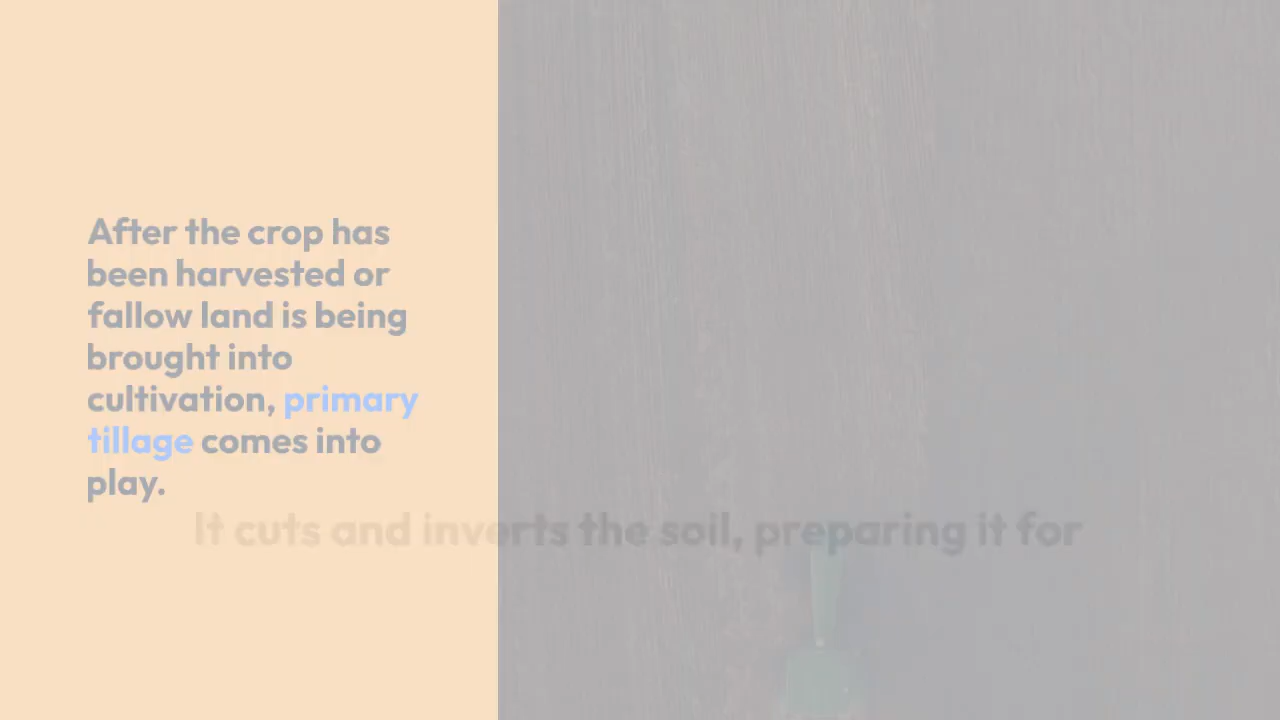 After the crop has
been harvested or
fallow land is being
brought into
cultivation, primary
tillage comes into
play.
It cuts and inverts the soil, preparing it for